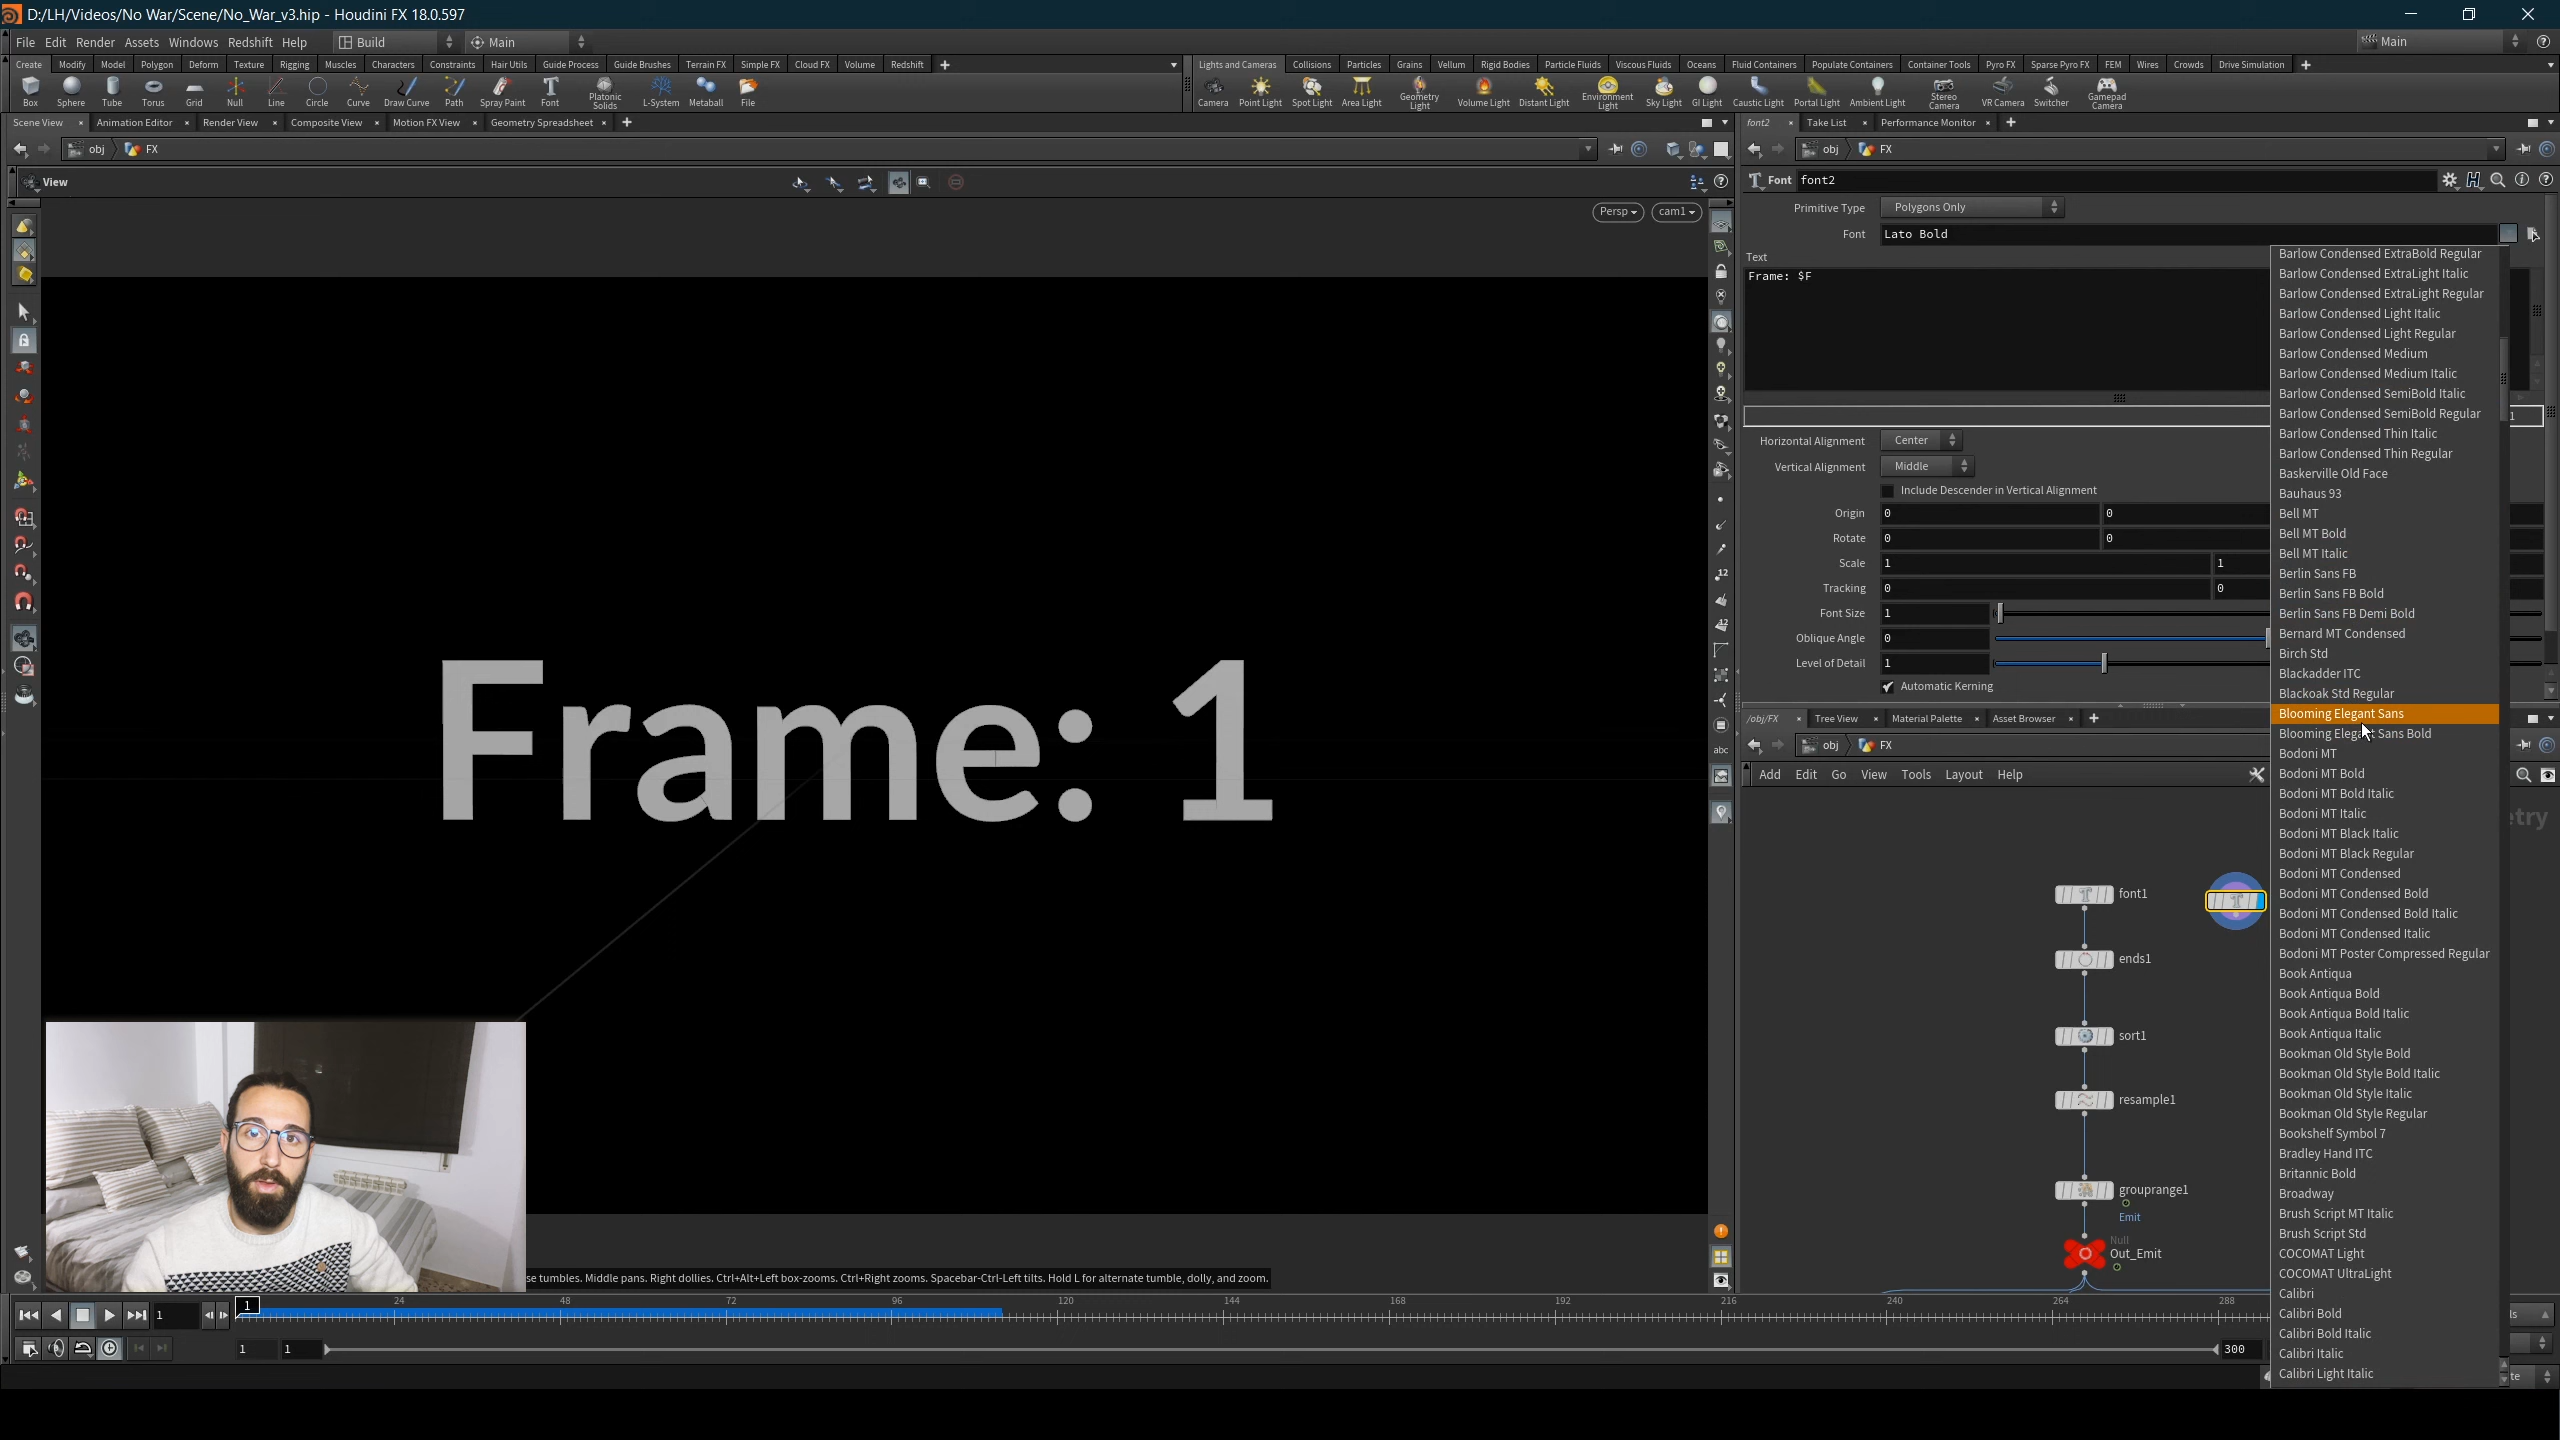 D:/LH/Videos/No War/Scene/No_War_v3.hip - Houdini FX 18.0.597
File Edit Render Assets Windows Redshift Help Build Main Main
Create Modify Model Polygon Deform Texture Rigging Muscles Characters Constraints Hair Utils Guide Process Guide Brushes Terrain FX Simple FX Cloud FX Volume Redshift
Lights and Cameras Collisions Particles Grains Vellum Rigid Bodies Particle Fluids Viscous Fluids Oceans Fluid Containers Populate Containers Container Tools Pyro FX Sparse Pyro FX FEM Wires Crowds Drive Simulation
Box Sphere Tube Torus Grid Null Line Circle Curve Draw Curve Path Spray Paint Font Platonic Solids L-System Metaball File
Camera Point Light Spot Light Area Light Geometry Light Volume Light Distant Light Environment Light Sky Light GI Light Caustic Light Portal Light Ambient Light Stereo Camera VR Camera Switcher Gamepad Camera
Scene View Animation Editor Render View Composite View Motion FX View Geometry Spreadsheet
font2 Take List Performance Monitor
obj FX
obj FX
View
Persp cam1
Font font2
Primitive Type Polygons Only
Font Lato Bold
Text
Frame: $F
1
Horizontal Alignment Center
Vertical Alignment Middle
Include Descender in Vertical Alignment
Origin 0 0
Rotate 0 0
Scale 1 1
Tracking 0 0
Font Size 1
Oblique Angle 0
Level of Detail 1
Automatic Kerning
Barlow Condensed ExtraBold Regular
Barlow Condensed ExtraLight Italic
Barlow Condensed ExtraLight Regular
Barlow Condensed Light Italic
Barlow Condensed Light Regular
Barlow Condensed Medium
Barlow Condensed Medium Italic
Barlow Condensed SemiBold Italic
Barlow Condensed SemiBold Regular
Barlow Condensed Thin Italic
Barlow Condensed Thin Regular
Baskerville Old Face
Bauhaus 93
Bell MT
Bell MT Bold
Bell MT Italic
Berlin Sans FB
Berlin Sans FB Bold
Berlin Sans FB Demi Bold
Bernard MT Condensed
Birch Std
Blackadder ITC
Blackoak Std Regular
Blooming Elegant Sans
Blooming Elegant Sans Bold
Bodoni MT
Bodoni MT Bold
Bodoni MT Bold Italic
Bodoni MT Italic
Bodoni MT Black Italic
Bodoni MT Black Regular
Bodoni MT Condensed
Bodoni MT Condensed Bold
Bodoni MT Condensed Bold Italic
Bodoni MT Condensed Italic
Bodoni MT Poster Compressed Regular
Book Antiqua
Book Antiqua Bold
Book Antiqua Bold Italic
Book Antiqua Italic
Bookman Old Style Bold
Bookman Old Style Bold Italic
Bookman Old Style Italic
Bookman Old Style Regular
Bookshelf Symbol 7
Bradley Hand ITC
Britannic Bold
Broadway
Brush Script MT Italic
Brush Script Std
COCOMAT Light
COCOMAT UltraLight
Calibri
Calibri Bold
Calibri Bold Italic
Calibri Italic
Calibri Light Italic
Frame: 1
12
12
abc
/obj/FX Tree View Material Palette Asset Browser
obj FX
Add Edit Go View Tools Layout Help
etry
font1
ends1
sort1
resample1
grouprange1
Emit
Null
Out_Emit
se tumbles. Middle pans. Right dollies. Ctrl+Alt+Left box-zooms. Ctrl+Right zooms. Spacebar-Ctrl-Left tilts. Hold L for alternate tumble, dolly, and zoom.
1 1 24 48 72 96 120 144 168 192 216 240 264 288
1 1 300